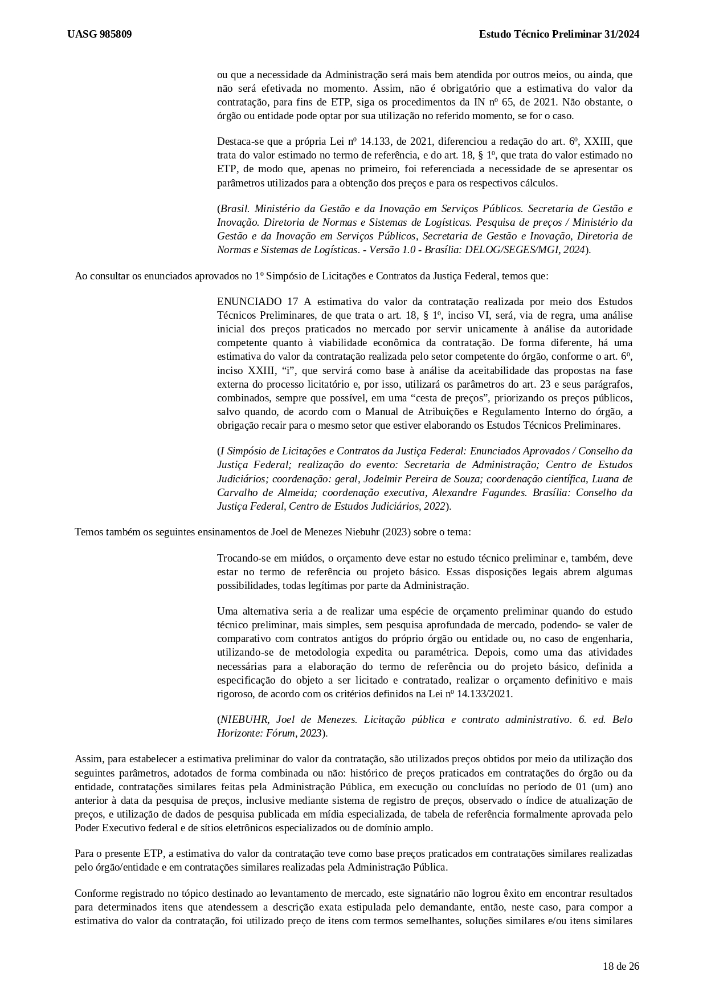 UASG 985809
Estudo Técnico Preliminar 31/2024
ou que a necessidade da Administração será mais bem atendida por outros meios, ou ainda, que
não será efetivada no momento. Assim, não é obrigatório que a estimativa do valor da
contratação, para fins de ETP, siga os procedimentos da IN nº 65, de 2021. Não obstante, o
órgão ou entidade pode optar por sua utilização no referido momento, se for o caso.
Destaca-se que a própria Lei nº 14.133, de 2021, diferenciou a redação do art. 6º, XXIII, que
trata do valor estimado no termo de referência, e do art. 18, § 1º, que trata do valor estimado no
ETP, de modo que, apenas no primeiro, foi referenciada a necessidade de se apresentar os
parâmetros utilizados para a obtenção dos preços e para os respectivos cálculos.
(Brasil. Ministério da Gestão e da Inovação em Serviços Públicos. Secretaria de Gestão e
Inovação. Diretoria de Normas e Sistemas de Logísticas. Pesquisa de preços / Ministério da
Gestão e da Inovação em Serviços Públicos, Secretaria de Gestão e Inovação, Diretoria de
Normas e Sistemas de Logísticas. - Versão 1.0 - Brasília: DELOG/SEGES/MGI, 2024).
Ao consultar os enunciados aprovados no 1º Simpósio de Licitações e Contratos da Justiça Federal, temos que:
ENUNCIADO 17 A estimativa do valor da contratação realizada por meio dos Estudos
Técnicos Preliminares, de que trata o art. 18, § 1º, inciso VI, será, via de regra, uma análise
inicial dos preços praticados no mercado por servir unicamente à análise da autoridade
competente quanto à viabilidade econômica da contratação. De forma diferente, há uma
estimativa do valor da contratação realizada pelo setor competente do órgão, conforme o art. 6º,
inciso XXIII, “i”, que servirá como base à análise da aceitabilidade das propostas na fase
externa do processo licitatório e, por isso, utilizará os parâmetros do art. 23 e seus parágrafos,
combinados, sempre que possível, em uma “cesta de preços”, priorizando os preços públicos,
salvo quando, de acordo com o Manual de Atribuições e Regulamento Interno do órgão, a
obrigação recair para o mesmo setor que estiver elaborando os Estudos Técnicos Preliminares.
(I Simpósio de Licitações e Contratos da Justiça Federal: Enunciados Aprovados / Conselho da
Justiça Federal; realização do evento: Secretaria de Administração; Centro de Estudos
Judiciários; coordenação: geral, Jodelmir Pereira de Souza; coordenação científica, Luana de
Carvalho de Almeida; coordenação executiva, Alexandre Fagundes. Brasília: Conselho da
Justiça Federal, Centro de Estudos Judiciários, 2022).
Temos também os seguintes ensinamentos de Joel de Menezes Niebuhr (2023) sobre o tema:
Trocando-se em miúdos, o orçamento deve estar no estudo técnico preliminar e, também, deve
estar no termo de referência ou projeto básico. Essas disposições legais abrem algumas
possibilidades, todas legítimas por parte da Administração.
Uma alternativa seria a de realizar uma espécie de orçamento preliminar quando do estudo
técnico preliminar, mais simples, sem pesquisa aprofundada de mercado, podendo- se valer de
comparativo com contratos antigos do próprio órgão ou entidade ou, no caso de engenharia,
utilizando-se de metodologia expedita ou paramétrica. Depois, como uma das atividades
necessárias para a elaboração do termo de referência ou do projeto básico, definida a
especificação do objeto a ser licitado e contratado, realizar o orçamento definitivo e mais
rigoroso, de acordo com os critérios definidos na Lei nº 14.133/2021.
(NIEBUHR, Joel de Menezes. Licitação pública e contrato administrativo. 6. ed. Belo
Horizonte: Fórum, 2023).
Assim, para estabelecer a estimativa preliminar do valor da contratação, são utilizados preços obtidos por meio da utilização dos
seguintes parâmetros, adotados de forma combinada ou não: histórico de preços praticados em contratações do órgão ou da
entidade, contratações similares feitas pela Administração Pública, em execução ou concluídas no período de 01 (um) ano
anterior à data da pesquisa de preços, inclusive mediante sistema de registro de preços, observado o índice de atualização de
preços, e utilização de dados de pesquisa publicada em mídia especializada, de tabela de referência formalmente aprovada pelo
Poder Executivo federal e de sítios eletrônicos especializados ou de domínio amplo.
Para o presente ETP, a estimativa do valor da contratação teve como base preços praticados em contratações similares realizadas
pelo órgão/entidade e em contratações similares realizadas pela Administração Pública.
Conforme registrado no tópico destinado ao levantamento de mercado, este signatário não logrou êxito em encontrar resultados
para determinados itens que atendessem a descrição exata estipulada pelo demandante, então, neste caso, para compor a
estimativa do valor da contratação, foi utilizado preço de itens com termos semelhantes, soluções similares e/ou itens similares
18 de 26